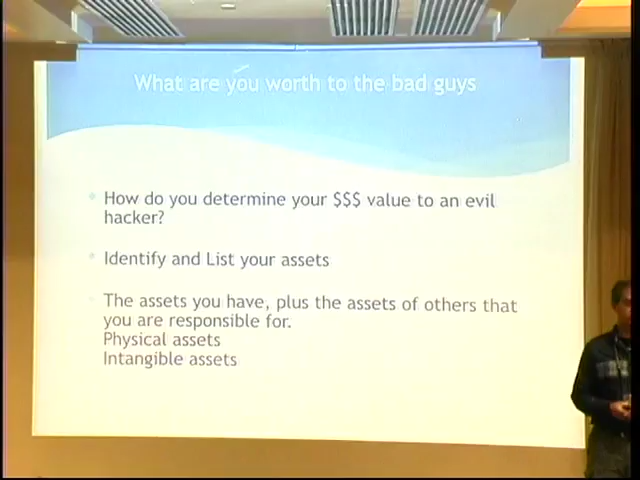 What are you worth to the bad guys
How do you determine your $$$ value to an evil
hacker?
Identify and List your assets
The assets you have, plus the assets of others that
you are responsible for.
Physical assets
Intangible assets